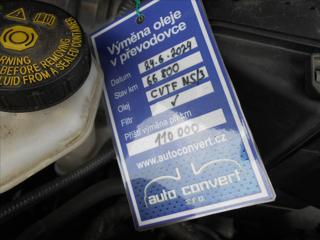 WARNING
BEFORE REMOVING
FROM A SEALED CONTAINER
Výměna oleje
v převodovce
Datum 24.6.2024
Stav km 66 800
Olej CVTF NS/3
Filtr ✓
Příští výměna při km
110 000
www.autoconvert.cz
auto convert
s.r.o.